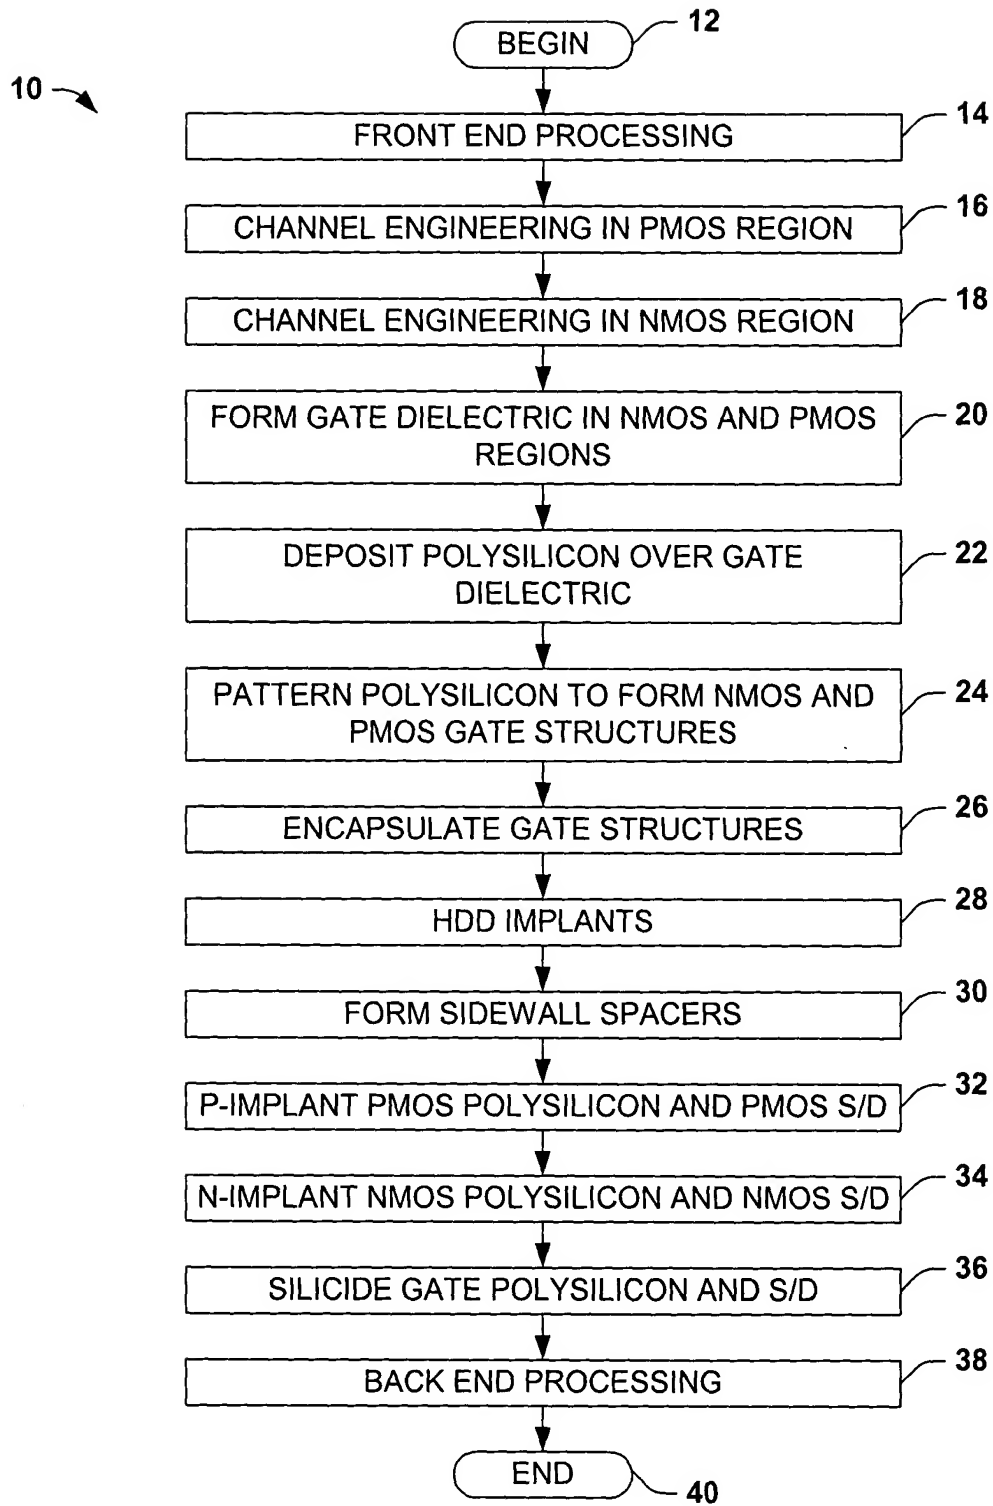 12
BEGIN
10
14
FRONT END PROCESSING
16
CHANNEL ENGINEERING IN PMOS REGION
18
CHANNEL ENGINEERING IN NMOS REGION
20
FORM GATE DIELECTRIC IN NMOS AND PMOS
REGIONS
22
DEPOSIT POLYSILICON OVER GATE
DIELECTRIC
24
PATTERN POLYSILICON TO FORM NMOS AND
PMOS GATE STRUCTURES
26
ENCAPSULATE GATE STRUCTURES
28
HDD IMPLANTS
30
FORM SIDEWALL SPACERS
32
P-IMPLANT PMOS POLYSILICON AND PMOS S/D
34
N-IMPLANT NMOS POLYSILICON AND NMOS S/D
36
SILICIDE GATE POLYSILICON AND S/D
38
BACK END PROCESSING
END
40